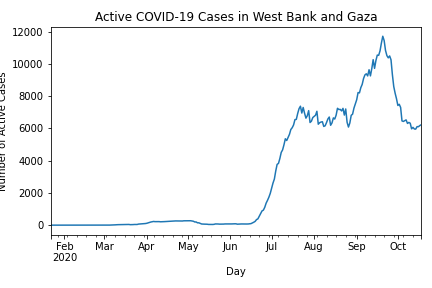 Active COVID-19 Cases in West Bank and Gaza
Number of Active Cases
12000
10000
8000
6000
4000
2000
0
Feb Mar Apr May Jun Jul Aug Sep Oct
2020
Day